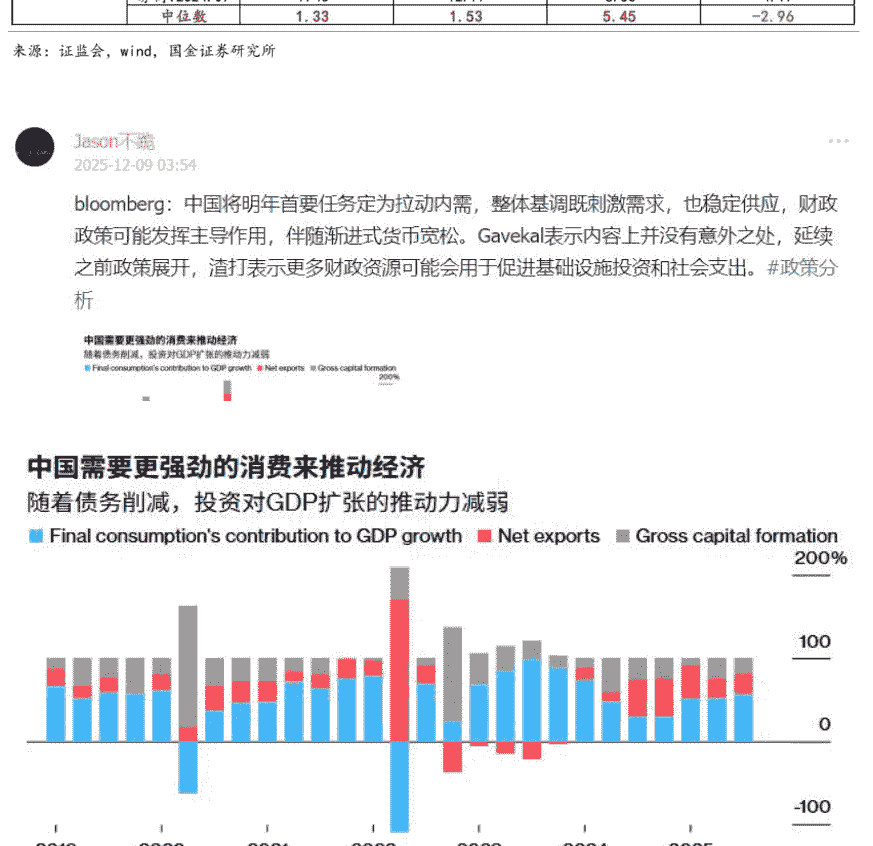 中位数 1.33 1.53 5.45 -2.96
来源：证监会，wind，国金证券研究所
Jason不跪
2025-12-09 03:54
bloomberg：中国将明年首要任务定为拉动内需，整体基调既刺激需求，也稳定供应，财政
政策可能发挥主导作用，伴随渐进式货币宽松。Gavekal表示内容上并没有意外之处，延续
之前政策展开，渣打表示更多财政资源可能会用于促进基础设施投资和社会支出。#政策分
析
中国需要更强劲的消费来推动经济
随着债务削减，投资对GDP扩张的推动力减弱
Final consumption's contribution to GDP growth Net exports Gross capital formation
200%
中国需要更强劲的消费来推动经济
随着债务削减，投资对GDP扩张的推动力减弱
Final consumption's contribution to GDP growth Net exports Gross capital formation
200%
100
0
-100
2019 2020 2021 2022 2023 2024 2025